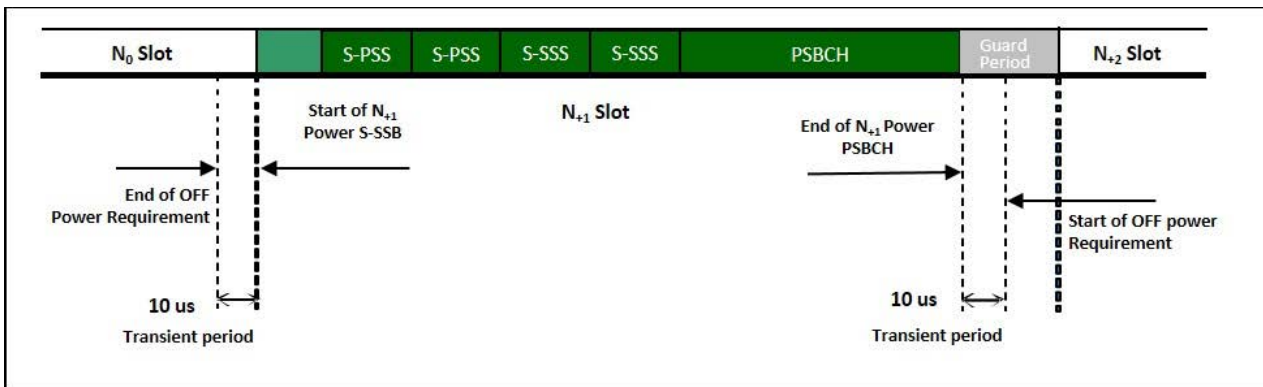 N₀ Slot
S-PSS
S-PSS
S-SSS
S-SSS
PSBCH
Guard
Period
N₊₂ Slot
Start of N₊₁
Power S-SSB
N₊₁ Slot
End of N₊₁ Power
PSBCH
End of OFF
Power Requirement
Start of OFF power
Requirement
10 us
Transient period
10 us
Transient period